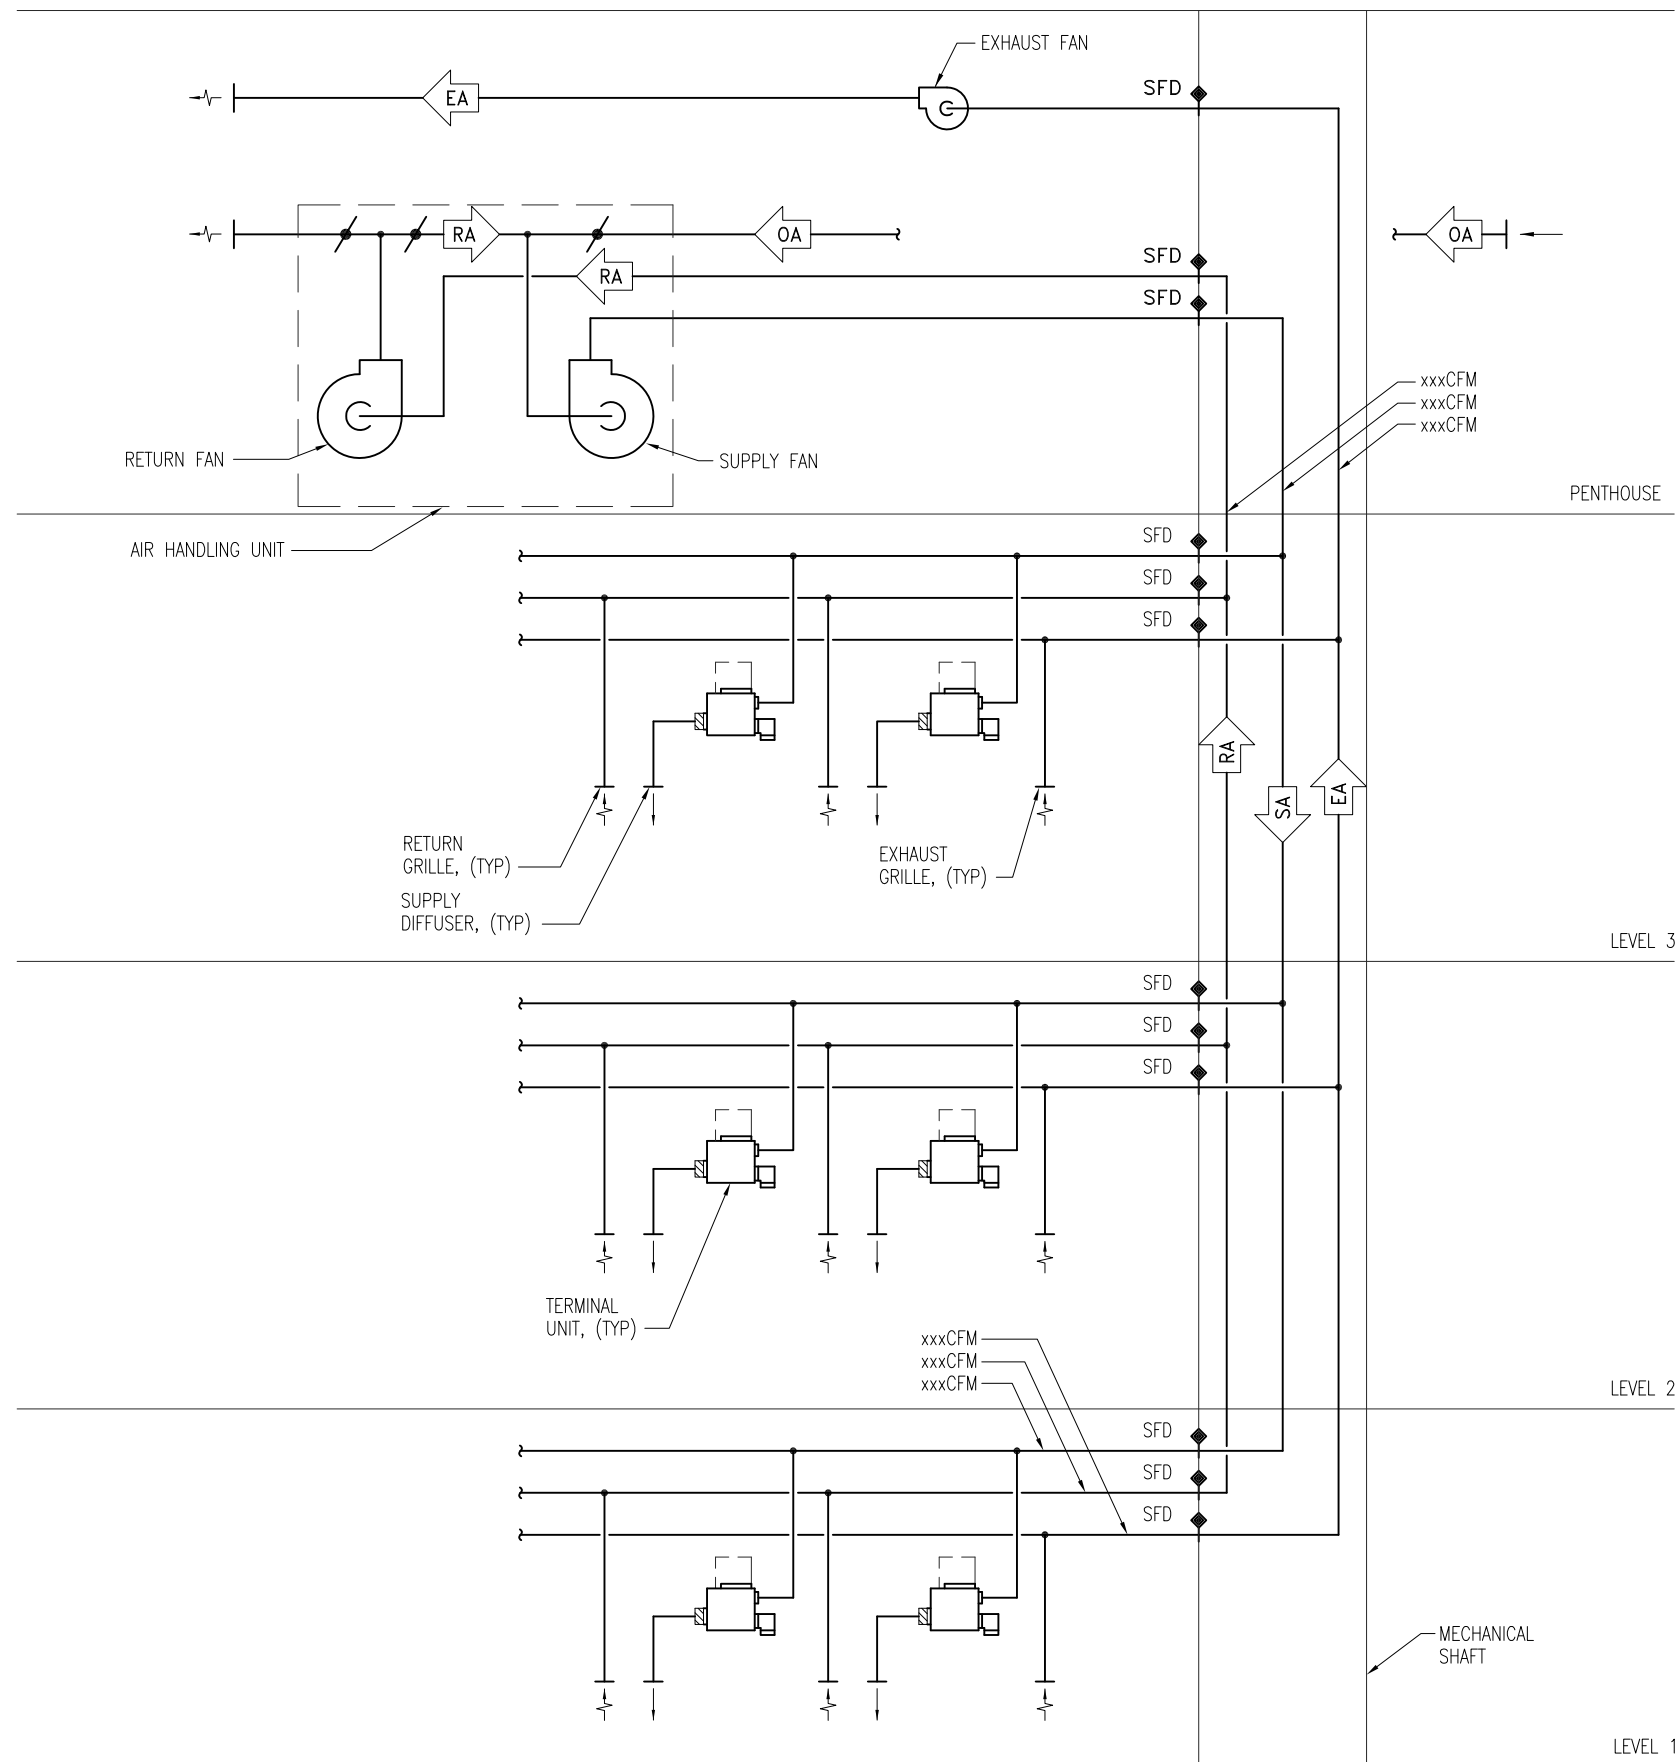 EXHAUST FAN
SFD
EA
RA
OA
OA
SFD
RA
SFD
xxxCFM
xxxCFM
xxxCFM
RETURN FAN
SUPPLY FAN
PENTHOUSE
AIR HANDLING UNIT
SFD
SFD
SFD
RA
SA
EA
RETURN
GRILLE, (TYP)
EXHAUST
GRILLE, (TYP)
SUPPLY
DIFFUSER, (TYP)
LEVEL 3
SFD
SFD
SFD
TERMINAL
UNIT, (TYP)
xxxCFM
xxxCFM
xxxCFM
LEVEL 2
SFD
SFD
SFD
MECHANICAL
SHAFT
LEVEL 1